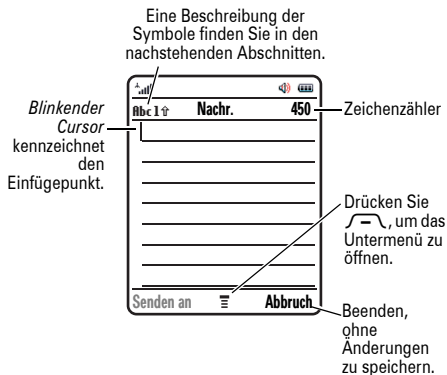 Eine Beschreibung der
Symbole finden Sie in den
nachstehenden Abschnitten.
Abc1⇧ Nachr. 450
Zeichenzähler
Blinkender
Cursor
kennzeichnet
den
Einfügepunkt.
Drücken Sie
, um das
Untermenü zu
öffnen.
Senden an Abbruch
Beenden,
ohne
Änderungen
zu speichern.